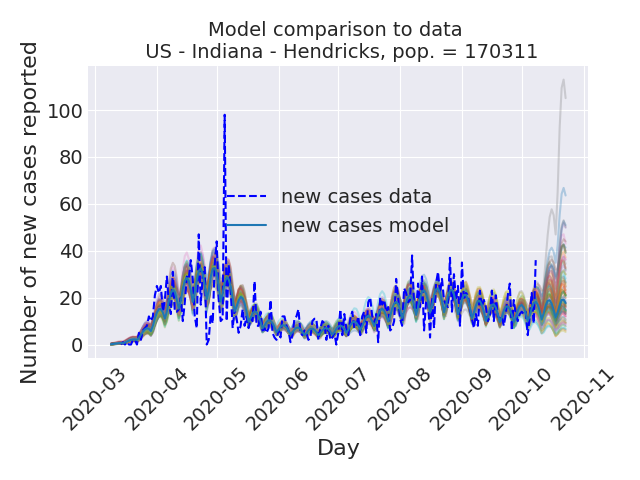 Model comparison to data
US - Indiana - Hendricks, pop. = 170311
Number of new cases reported
100
80
60
40
20
0
new cases data
new cases model
2020-03
2020-04
2020-05
2020-06
2020-07
2020-08
2020-09
2020-10
2020-11
Day